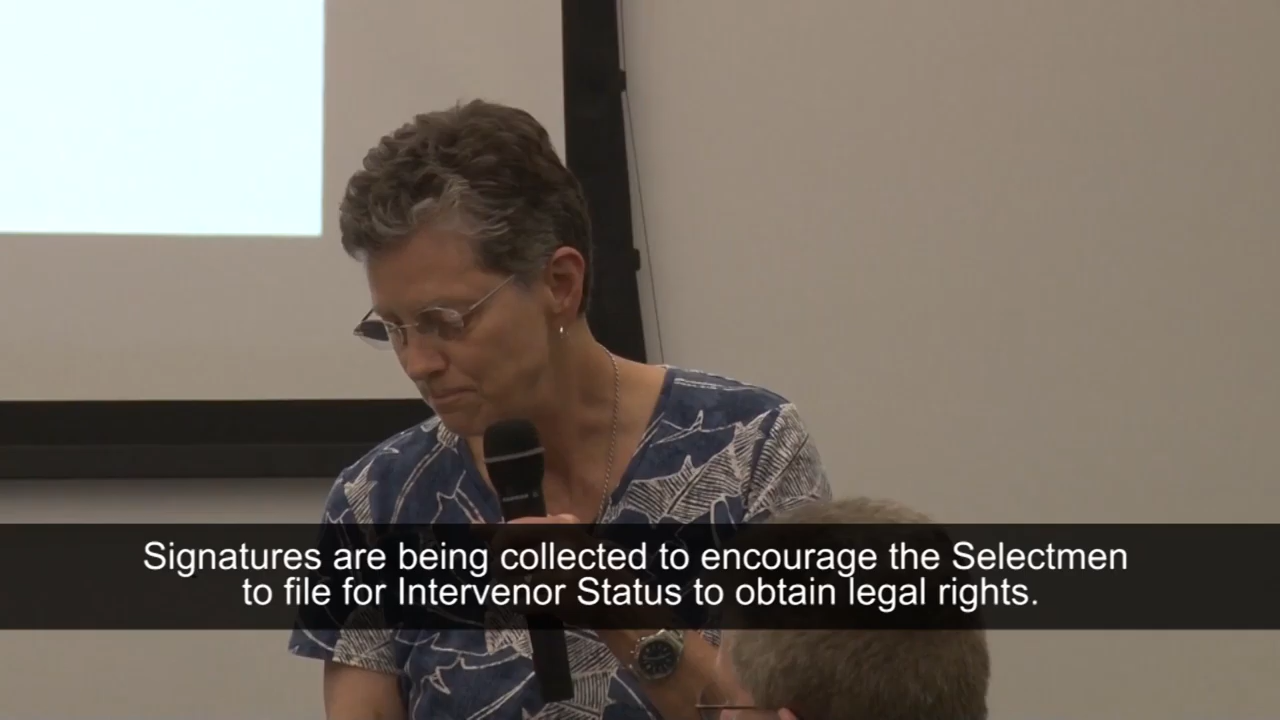 Signatures are being collected to encourage the Selectmen
to file for Intervenor Status to obtain legal rights.